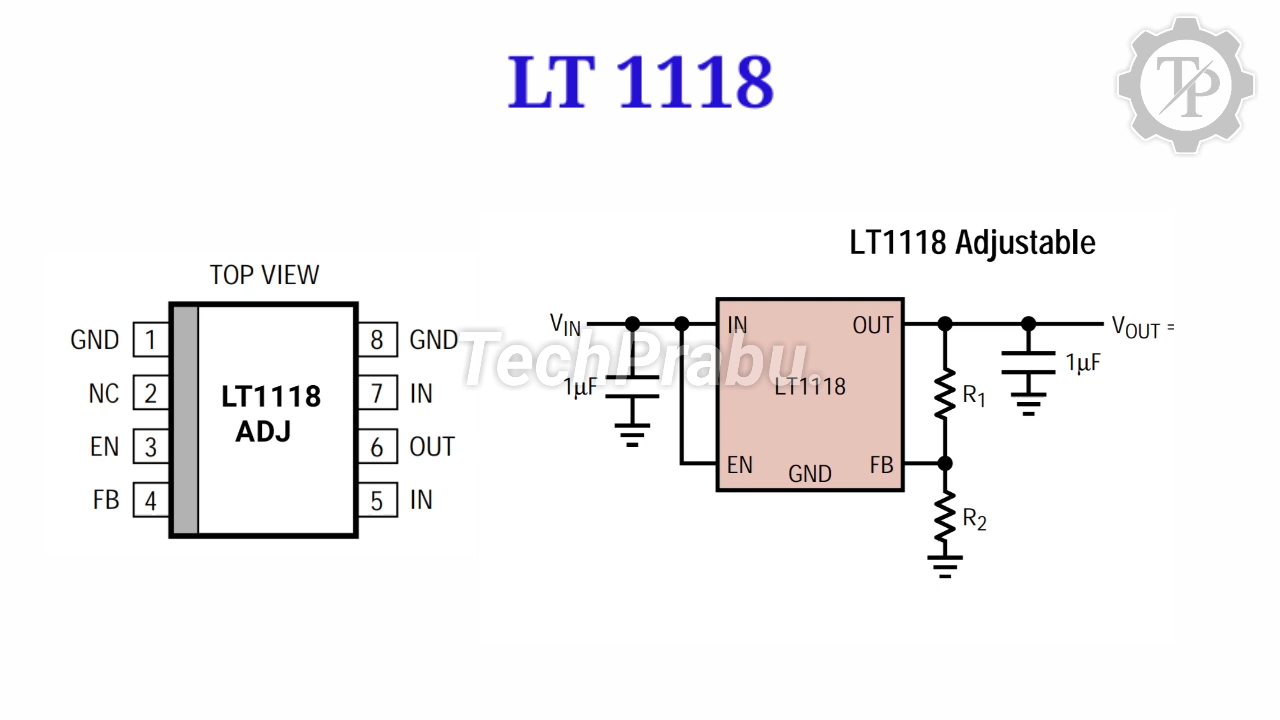 LT 1118
TP
TOP VIEW
GND 1
NC 2
EN 3
FB 4
LT1118
ADJ
8 GND
7 IN
6 OUT
5 IN
TechPrabu.
LT1118 Adjustable
VIN
1µF
IN
OUT
LT1118
EN
GND
FB
R1
R2
1µF
VOUT =